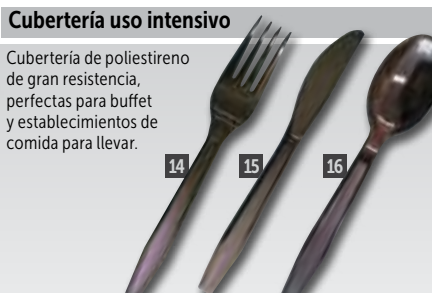 Cubertería uso intensivo
Cubertería de poliestireno
de gran resistencia,
perfectas para buffet
y establecimientos de
comida para llevar.
14 15 16